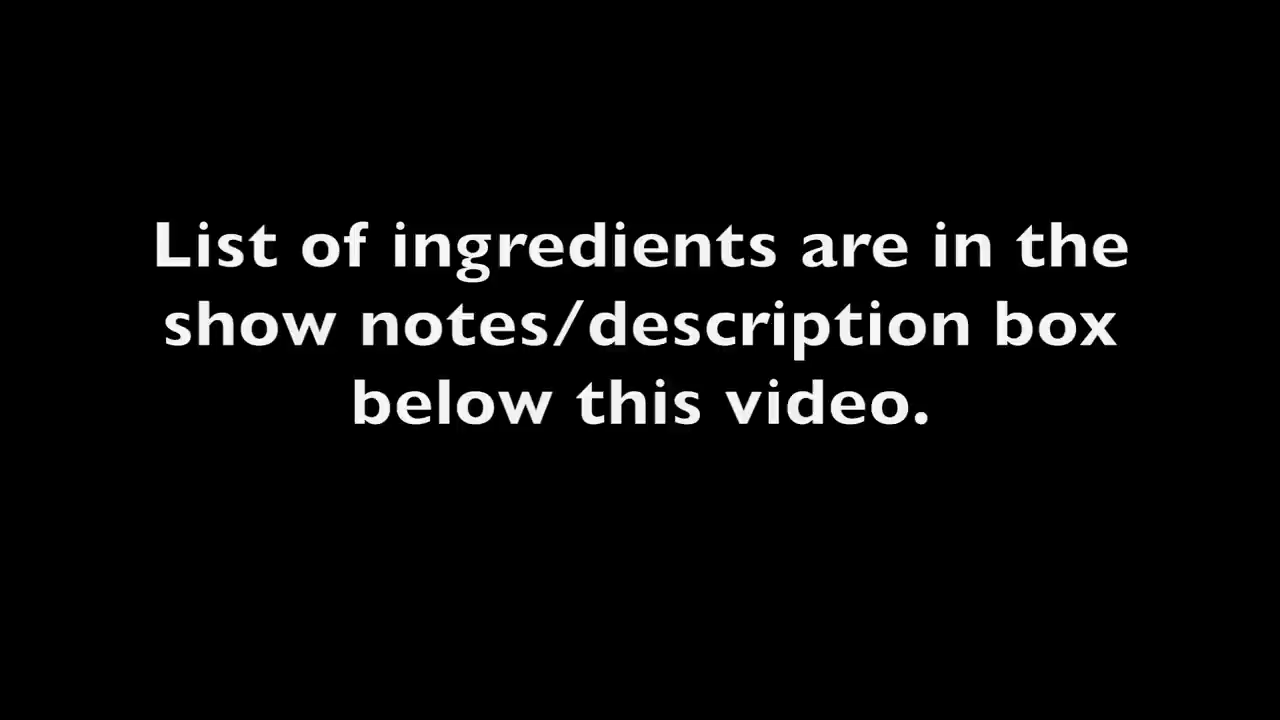 List of ingredients are in the
show notes/description box
below this video.